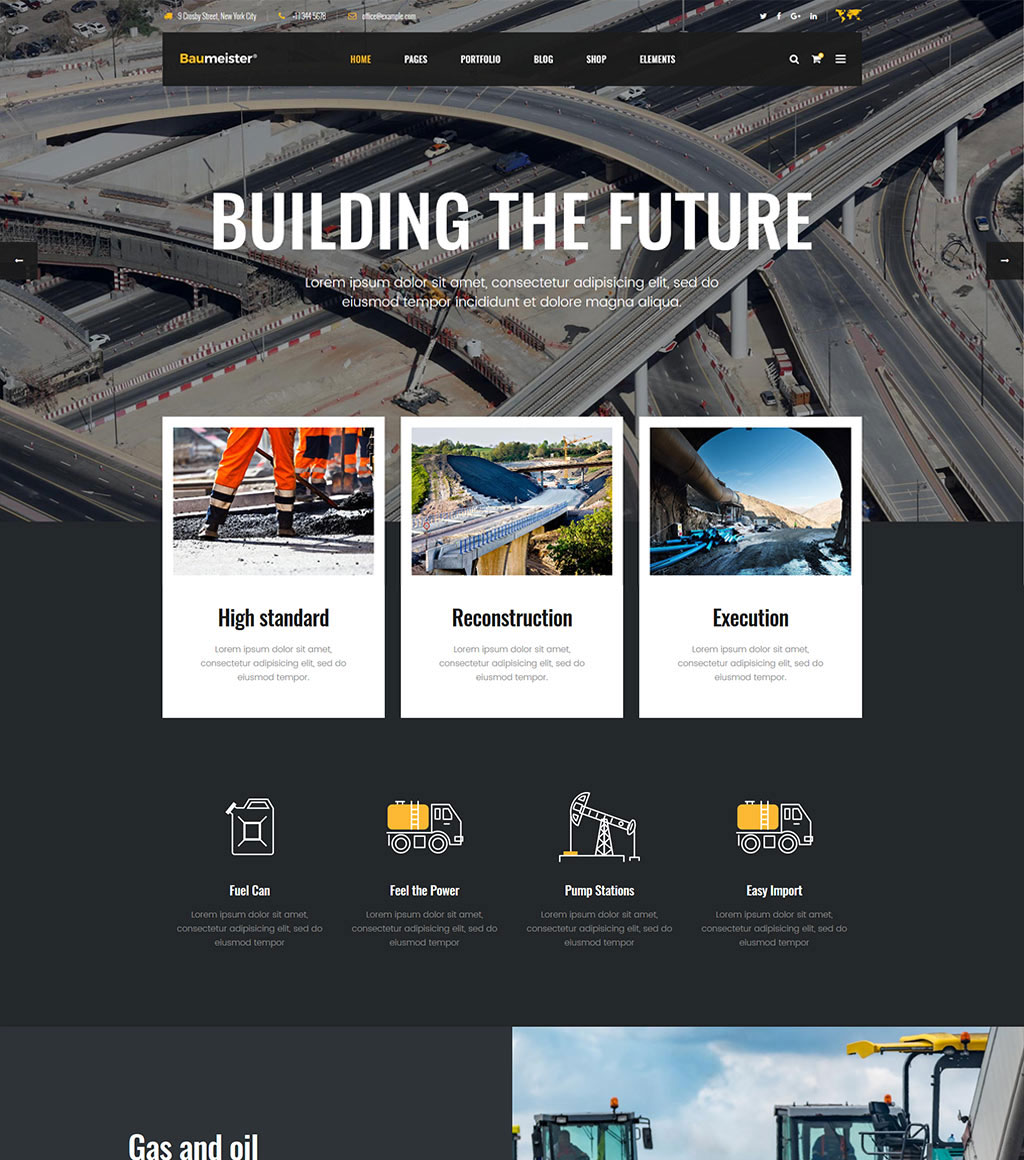 9 Crosby Street, New York City +1 1 344 5678 office@example.com
Baumeister® HOME PAGES PORTFOLIO BLOG SHOP ELEMENTS
BUILDING THE FUTURE
Lorem ipsum dolor sit amet, consectetur adipisicing elit, sed do
eiusmod tempor incididunt et dolore magna aliqua.
High standard
Lorem ipsum dolor sit amet,
consectetur adipisicing elit, sed do
eiusmod tempor.
Reconstruction
Lorem ipsum dolor sit amet,
consectetur adipisicing elit, sed do
eiusmod tempor.
Execution
Lorem ipsum dolor sit amet,
consectetur adipisicing elit, sed do
eiusmod tempor.
Fuel Can
Lorem ipsum dolor sit amet,
consectetur adipisicing elit, sed do
eiusmod tempor
Feel the Power
Lorem ipsum dolor sit amet,
consectetur adipisicing elit, sed do
eiusmod tempor
Pump Stations
Lorem ipsum dolor sit amet,
consectetur adipisicing elit, sed do
eiusmod tempor
Easy Import
Lorem ipsum dolor sit amet,
consectetur adipisicing elit, sed do
eiusmod tempor
Gas and oil